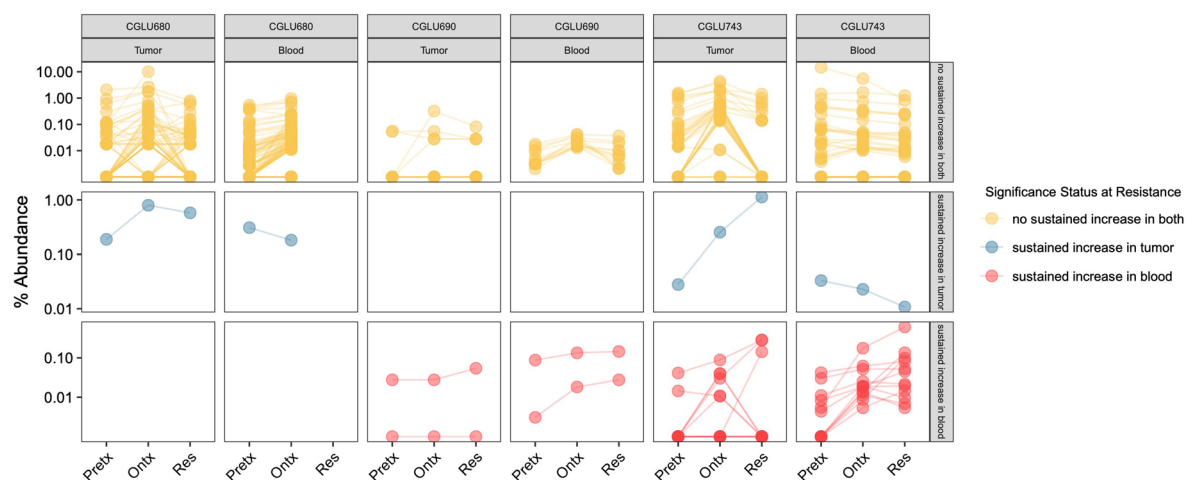 CGLU680 CGLU680 CGLU690 CGLU690 CGLU743 CGLU743
Tumor Blood Tumor Blood Tumor Blood
% Abundance
10.00
1.00
0.10
0.01
no sustained increase in both
1.00
0.10
0.01
sustained increase in tumor
0.10
0.01
sustained increase in blood
Pretx Ontx Res Pretx Ontx Res Pretx Ontx Res Pretx Ontx Res Pretx Ontx Res Pretx Ontx Res
Significance Status at Resistance
no sustained increase in both
sustained increase in tumor
sustained increase in blood